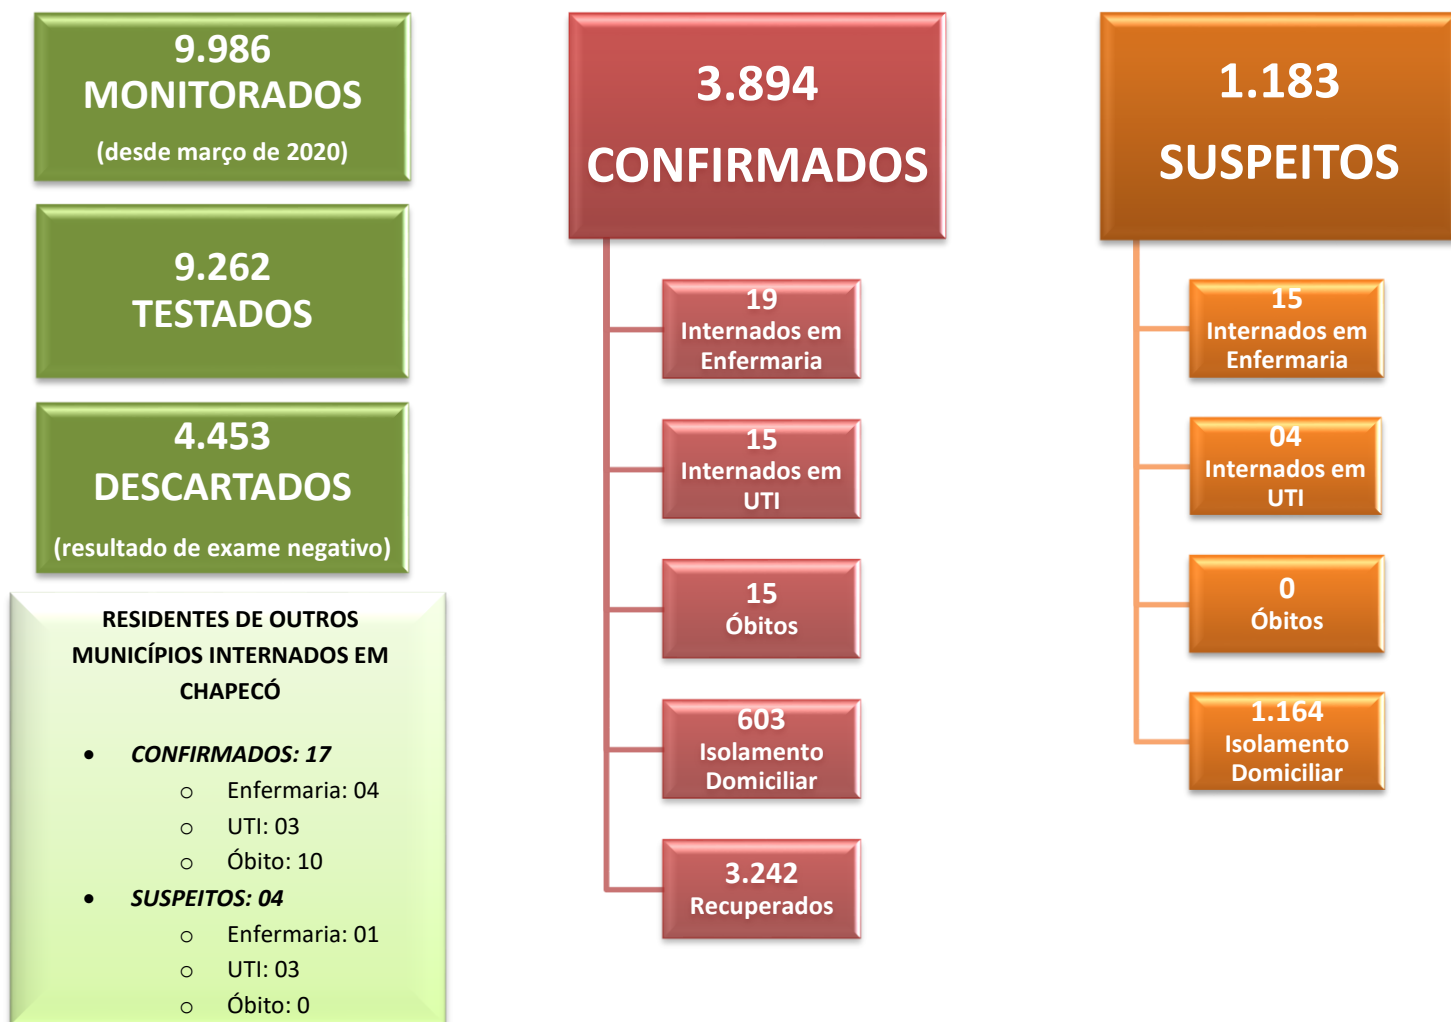 9.986
MONITORADOS
(desde março de 2020)
9.262
TESTADOS
4.453
DESCARTADOS
(resultado de exame negativo)
RESIDENTES DE OUTROS
MUNICÍPIOS INTERNADOS EM
CHAPECÓ
• CONFIRMADOS: 17
o Enfermaria: 04
o UTI: 03
o Óbito: 10
• SUSPEITOS: 04
o Enfermaria: 01
o UTI: 03
o Óbito: 0
3.894
CONFIRMADOS
19
Internados em
Enfermaria
15
Internados em
UTI
15
Óbitos
603
Isolamento
Domiciliar
3.242
Recuperados
1.183
SUSPEITOS
15
Internados em
Enfermaria
04
Internados em
UTI
0
Óbitos
1.164
Isolamento
Domiciliar